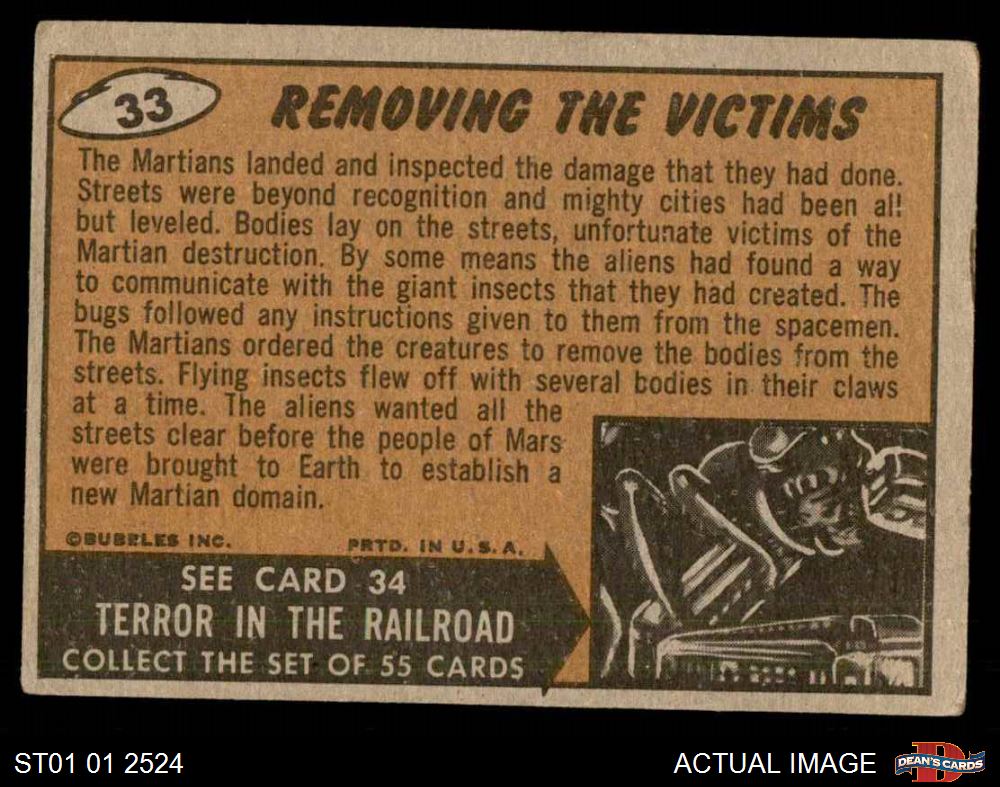 33
REMOVING THE VICTIMS
The Martians landed and inspected the damage that they had done.
Streets were beyond recognition and mighty cities had been all
but leveled. Bodies lay on the streets, unfortunate victims of the
Martian destruction. By some means the aliens had found a way
to communicate with the giant insects that they had created. The
bugs followed any instructions given to them from the spacemen.
The Martians ordered the creatures to remove the bodies from the
streets. Flying insects flew off with several bodies in their claws
at a time. The aliens wanted all the
streets clear before the people of Mars
were brought to Earth to establish a
new Martian domain.
©BUBBLES INC. PRTD. IN U.S.A.
SEE CARD 34
TERROR IN THE RAILROAD
COLLECT THE SET OF 55 CARDS
ST01 01 2524
ACTUAL IMAGE
DEAN'S CARDS